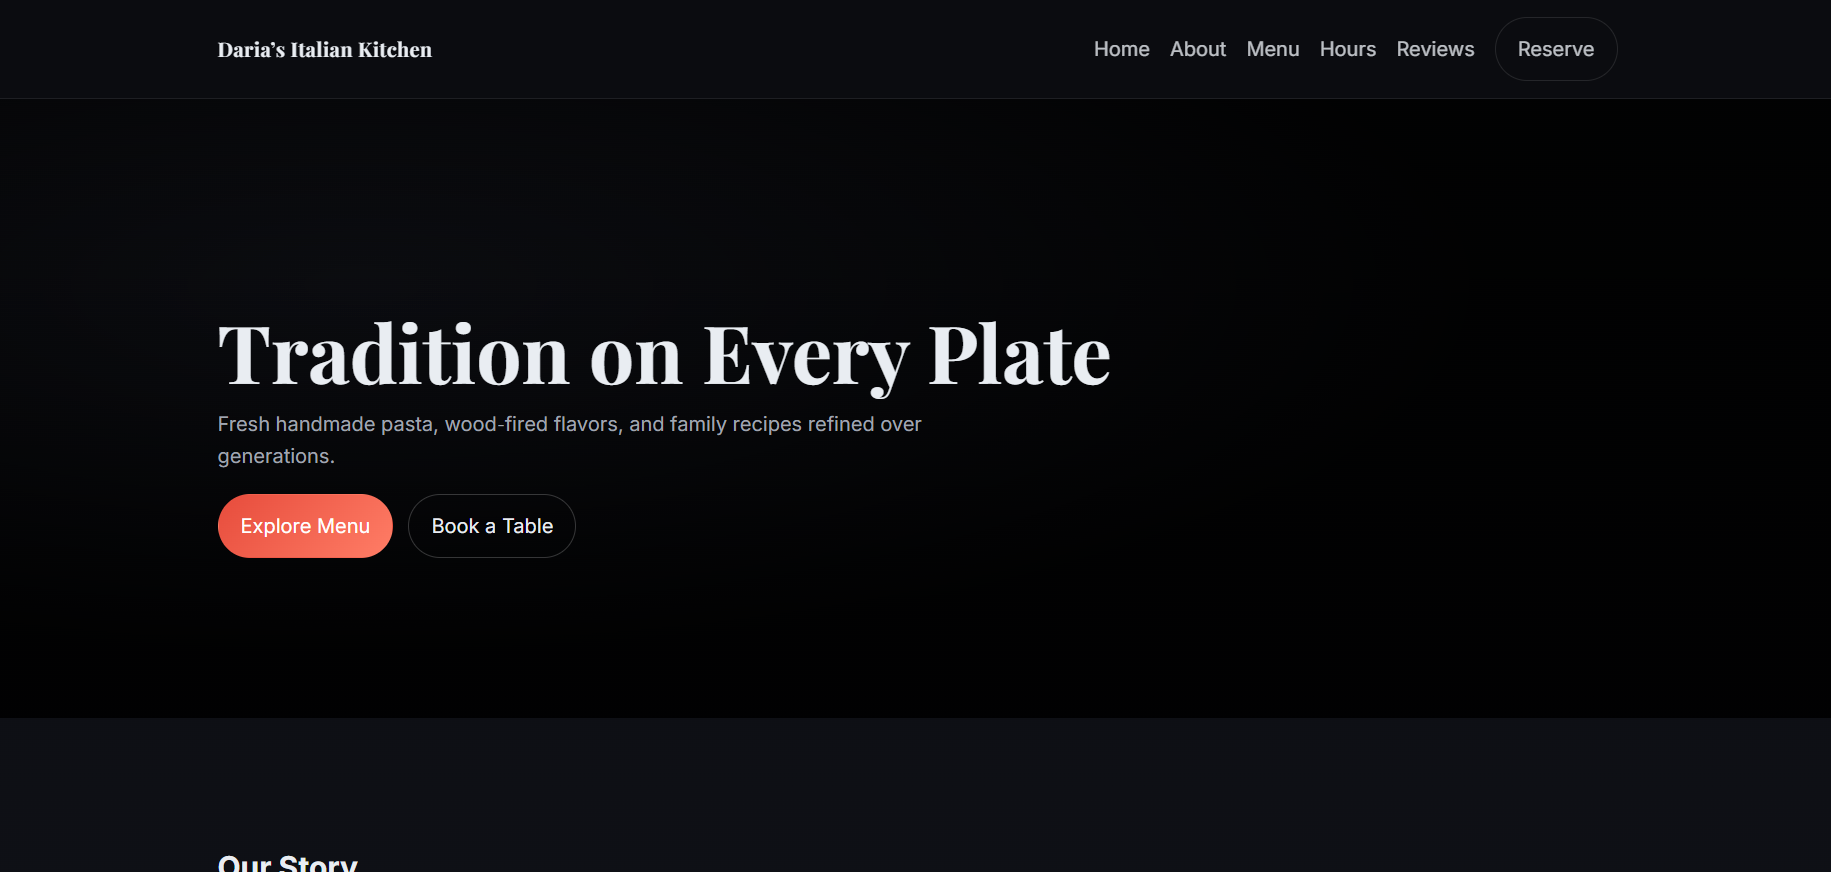 Daria’s Italian Kitchen
Home About Menu Hours Reviews Reserve
Tradition on Every Plate
Fresh handmade pasta, wood-fired flavors, and family recipes refined over
generations.
Explore Menu Book a Table
Our Story